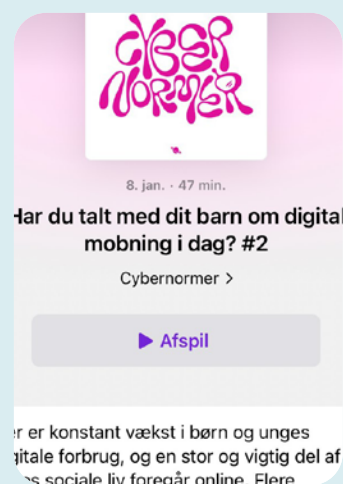 CYBER
NORMER
8. jan. · 47 min.
Har du talt med dit barn om digital
mobning i dag? #2
Cybernormer >
Afspil
er konstant vækst i børn og unges
forbrug, og en stor og vigtig del af
sociale liv foregår online. Flere